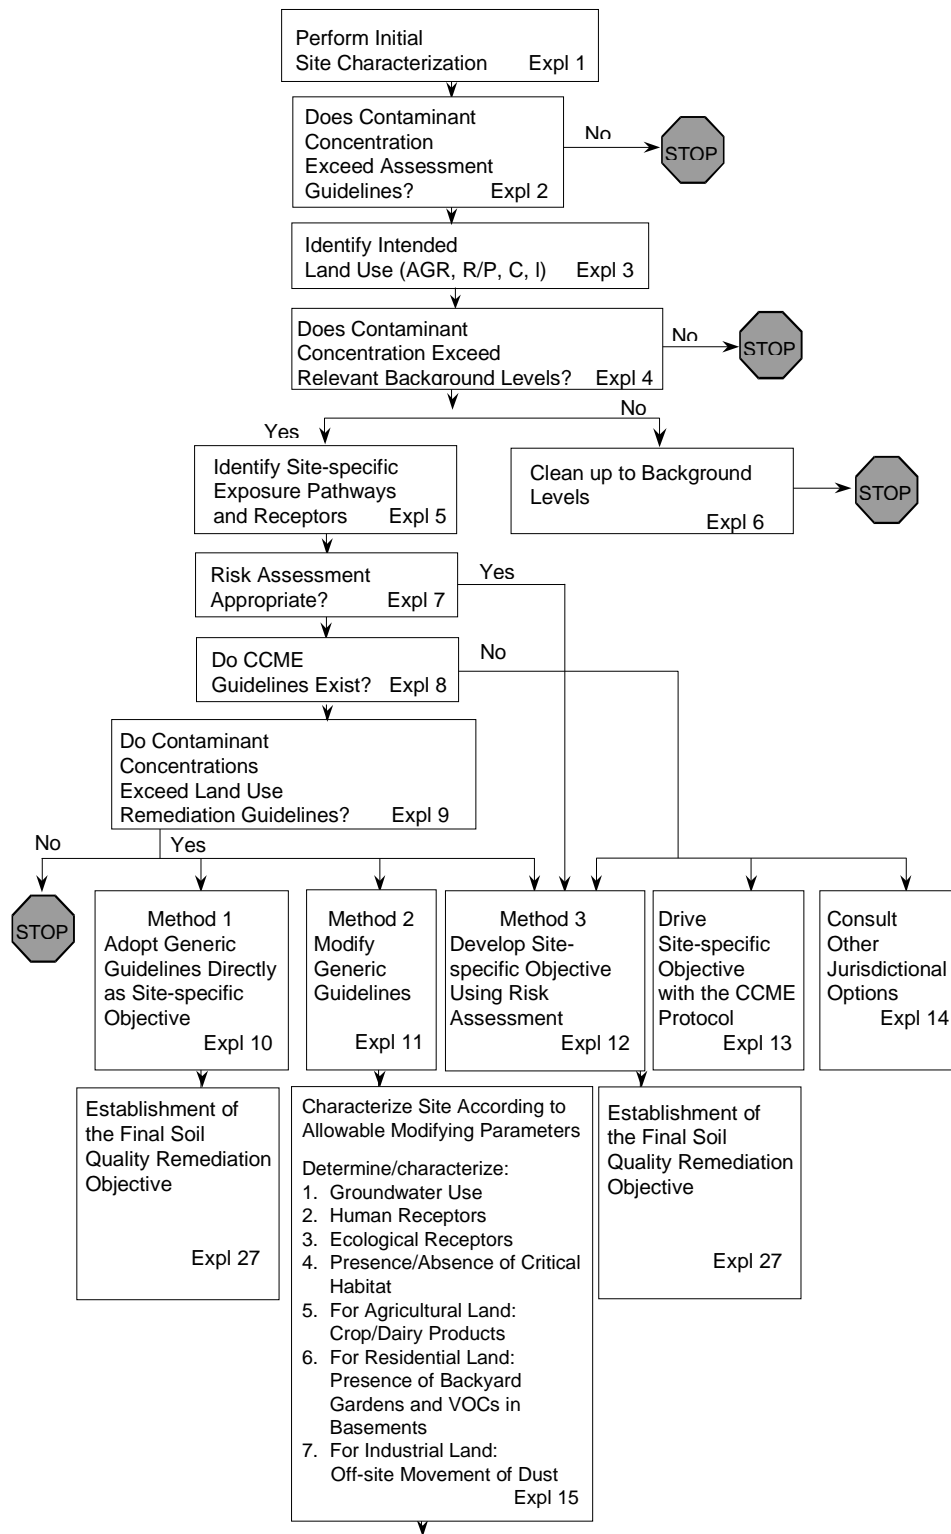 Perform Initial
Site Characterization Expl 1
Does Contaminant
Concentration
Exceed Assessment
Guidelines? Expl 2
No
STOP
Identify Intended
Land Use (AGR, R/P, C, I) Expl 3
Does Contaminant
Concentration Exceed
Relevant Background Levels? Expl 4
No
STOP
Yes
No
Identify Site-specific
Exposure Pathways
and Receptors Expl 5
Clean up to Background
Levels
Expl 6
STOP
Risk Assessment
Appropriate? Expl 7
Yes
Do CCME
Guidelines Exist? Expl 8
No
Do Contaminant
Concentrations
Exceed Land Use
Remediation Guidelines? Expl 9
No
Yes
STOP
Method 1
Adopt Generic
Guidelines Directly
as Site-specific
Objective
Expl 10
Method 2
Modify
Generic
Guidelines
Expl 11
Method 3
Develop Site-
specific Objective
Using Risk
Assessment
Expl 12
Drive
Site-specific
Objective
with the CCME
Protocol
Expl 13
Consult
Other
Jurisdictional
Options
Expl 14
Establishment of
the Final Soil
Quality Remediation
Objective
Expl 27
Characterize Site According to
Allowable Modifying Parameters
Determine/characterize:
1. Groundwater Use
2. Human Receptors
3. Ecological Receptors
4. Presence/Absence of Critical
Habitat
5. For Agricultural Land:
Crop/Dairy Products
6. For Residential Land:
Presence of Backyard
Gardens and VOCs in
Basements
7. For Industrial Land:
Off-site Movement of Dust
Expl 15
Establishment of
the Final Soil
Quality Remediation
Objective
Expl 27